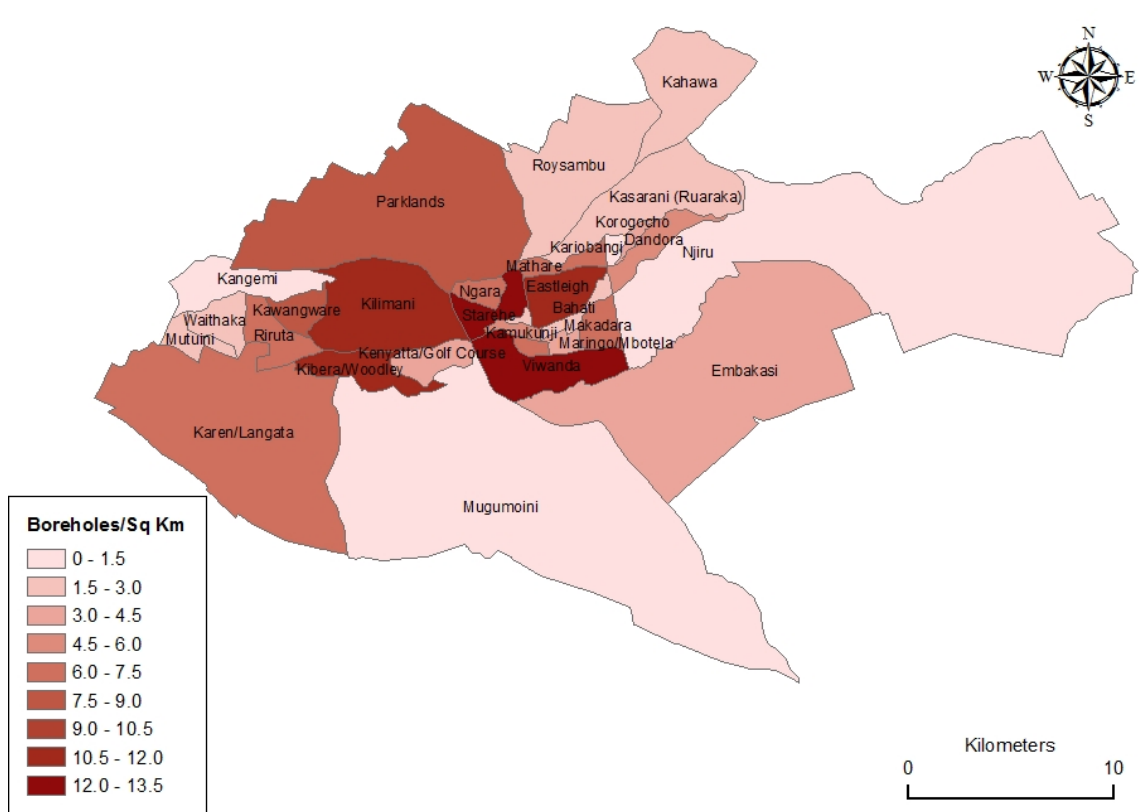 N
W E
S
Kahawa
Roysambu
Kasarani (Ruaraka)
Parklands
Korogocho
Dandora
Kariobangi
Njiru
Mathare
Kangemi
Ngara
Eastleigh
Kilimani
Bahati
Kawangware
Starehe
Waithaka
Makadara
Riruta
Kamukunji
Mutuini
Maringo/Mbotela
Kenyatta/Golf Course
Viwanda
Kibera/Woodley
Embakasi
Karen/Langata
Mugumoini
Boreholes/Sq Km
0 - 1.5
1.5 - 3.0
3.0 - 4.5
4.5 - 6.0
6.0 - 7.5
7.5 - 9.0
9.0 - 10.5
10.5 - 12.0
12.0 - 13.5
Kilometers
0 10